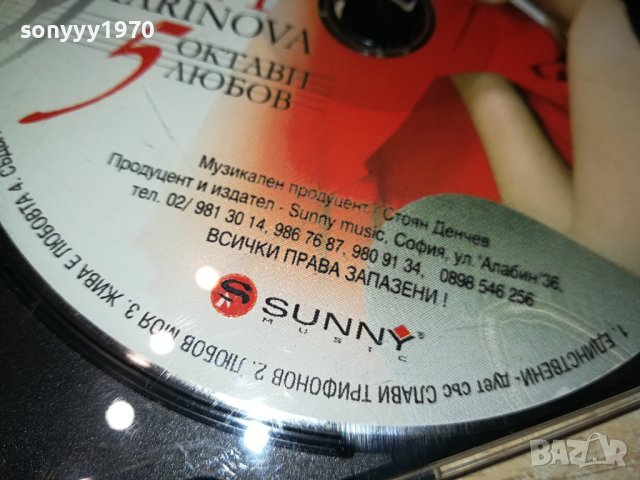 sonyyy1970
5 ОКТАВИ
ЛЮБОВ
Музикален продуцент - Стоян Денчев
Продуцент и издател - Sunny music, София, ул."Алабин"36,
тел. 02/ 981 30 14, 986 76 87, 980 91 34, 0898 546 256
ВСИЧКИ ПРАВА ЗАПАЗЕНИ !
SUNNY
MUSIC
1. ЕДИНСТВЕНИ- дует със СЛАВИ ТРИФОНОВ 2. ЛЮБОВ МОЯ 3. ЖИВА Е ЛЮБОВТА 4.
BAZAR